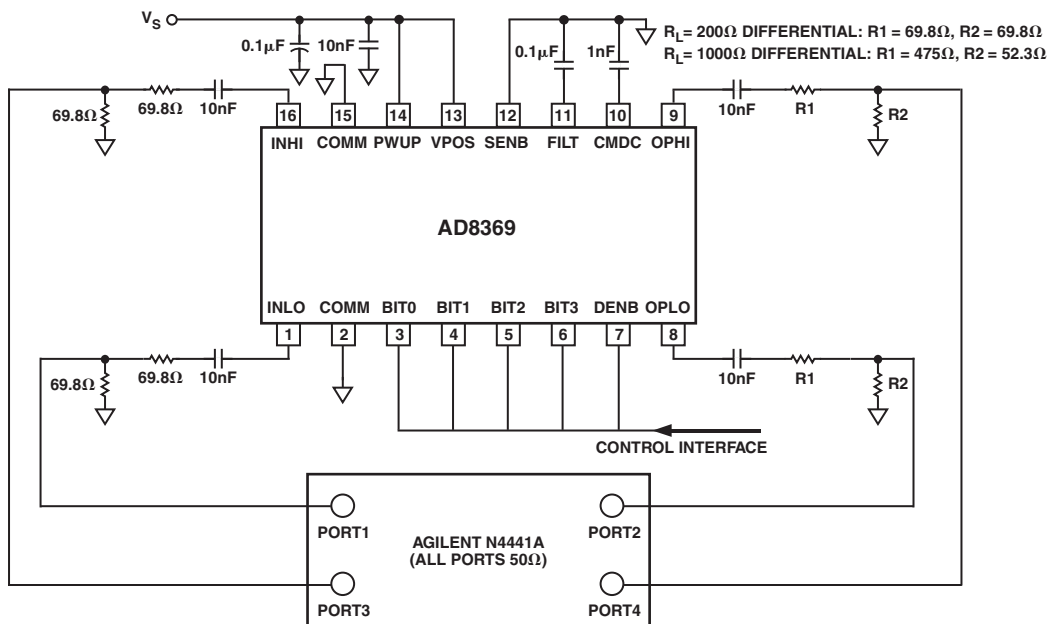 V_S
0.1μF
10nF
0.1μF
1nF
R_L= 200Ω DIFFERENTIAL: R1 = 69.8Ω, R2 = 69.8Ω
R_L= 1000Ω DIFFERENTIAL: R1 = 475Ω, R2 = 52.3Ω
69.8Ω
69.8Ω
10nF
10nF
R1
R2
16
15
14
13
12
11
10
9
INHI
COMM
PWUP
VPOS
SENB
FILT
CMDC
OPHI
AD8369
INLO
COMM
BIT0
BIT1
BIT2
BIT3
DENB
OPLO
1
2
3
4
5
6
7
8
69.8Ω
69.8Ω
10nF
10nF
R1
R2
CONTROL INTERFACE
PORT1
PORT2
AGILENT N4441A
(ALL PORTS 50Ω)
PORT3
PORT4